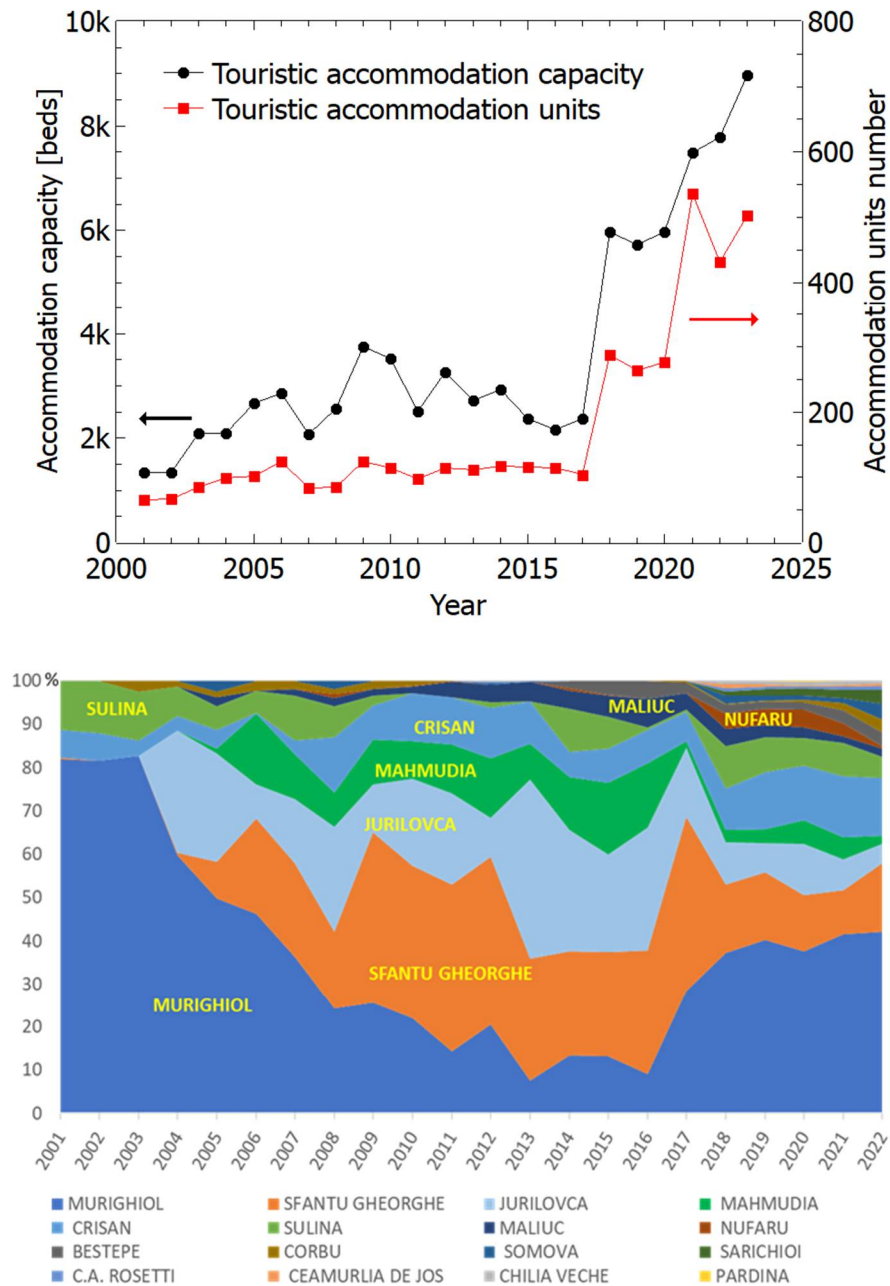 10k
8k
6k
4k
2k
0
Accommodation capacity [beds]
Touristic accommodation capacity
Touristic accommodation units
800
600
400
200
0
Accommodation units number
2000 2005 2010 2015 2020 2025
Year
100 %
90
80
70
60
50
40
30
20
10
0
SULINA
CRISAN
MALIUC
NUFARU
MAHMUDIA
JURILOVCA
SFANTU GHEORGHE
MURIGHIOL
2001 2002 2003 2004 2005 2006 2007 2008 2009 2010 2011 2012 2013 2014 2015 2016 2017 2018 2019 2020 2021 2022
MURIGHIOL SFANTU GHEORGHE JURILOVCA MAHMUDIA
CRISAN SULINA MALIUC NUFARU
BESTEPE CORBU SOMOVA SARICHIOI
C.A. ROSETTI CEAMURLIA DE JOS CHILIA VECHE PARDINA